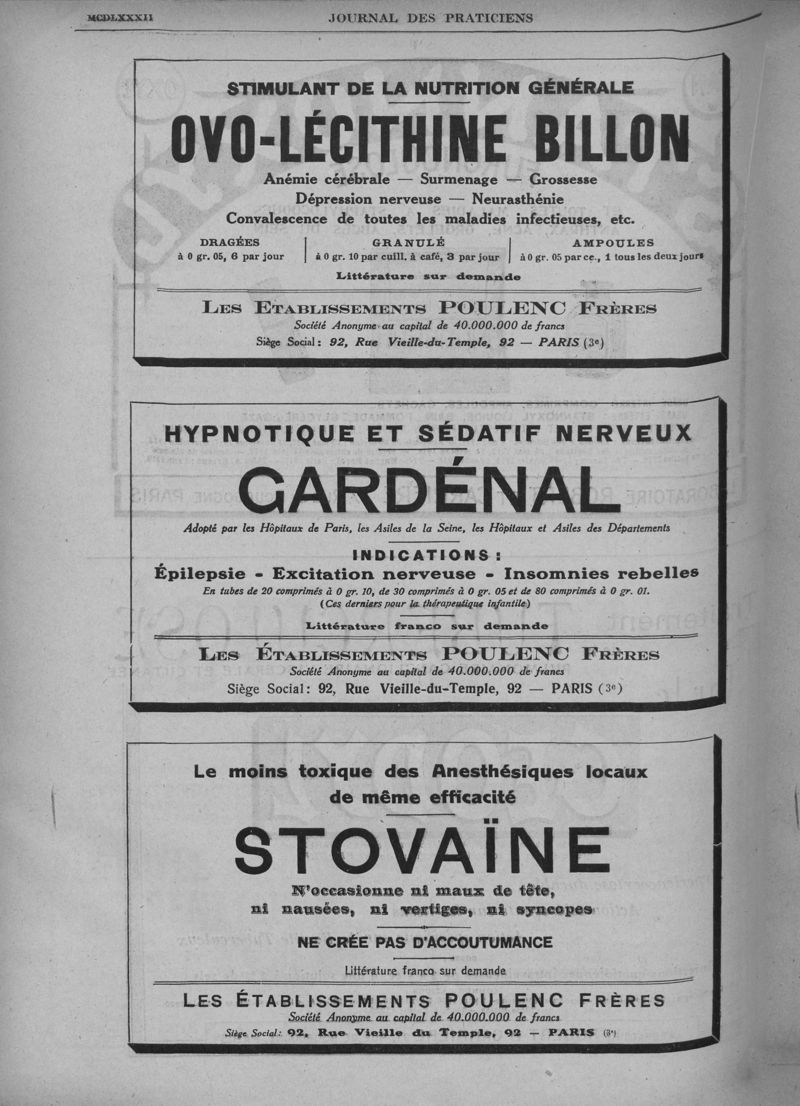 MCDLXXXII
JOURNAL DES PRATICIENS
STIMULANT DE LA NUTRITION GÉNÉRALE
OVO-LÉCITHINE BILLON
Anémie cérébrale — Surmenage — Grossesse
Dépression nerveuse — Neurasthénie
Convalescence de toutes les maladies infectieuses, etc.
DRAGÉES
à 0 gr. 05, 6 par jour
GRANULÉ
à 0 gr. 10 par cuill. à café, 3 par jour
AMPOULES
à 0 gr. 05 par cc., 1 tous les deux jours
Littérature sur demande
LES ETABLISSEMENTS POULENC FRÈRES
Société Anonyme au capital de 40.000.000 de francs
Siège Social : 92, Rue Vieille-du-Temple, 92 — PARIS (3e)
HYPNOTIQUE ET SÉDATIF NERVEUX
GARDÉNAL
Adopté par les Hôpitaux de Paris, les Asiles de la Seine, les Hôpitaux et Asiles des Départements
INDICATIONS :
Épilepsie - Excitation nerveuse - Insomnies rebelles
En tubes de 20 comprimés à 0 gr. 10, de 30 comprimés à 0 gr. 05 et de 80 comprimés à 0 gr. 01.
(Ces derniers pour la thérapeutique infantile)
Littérature franco sur demande
LES ÉTABLISSEMENTS POULENC FRÈRES
Société Anonyme au capital de 40.000.000 de francs
Siège Social : 92, Rue Vieille-du-Temple, 92 — PARIS (3e)
Le moins toxique des Anesthésiques locaux
de même efficacité
STOVAÏNE
N'occasionne ni maux de tête,
ni nausées, ni vertiges, ni syncopes
NE CRÉE PAS D'ACCOUTUMANCE
Littérature franco sur demande
LES ÉTABLISSEMENTS POULENC FRÈRES
Société Anonyme au capital de 40.000.000 de francs
Siège Social : 92, Rue Vieille du Temple, 92 — PARIS (3e)